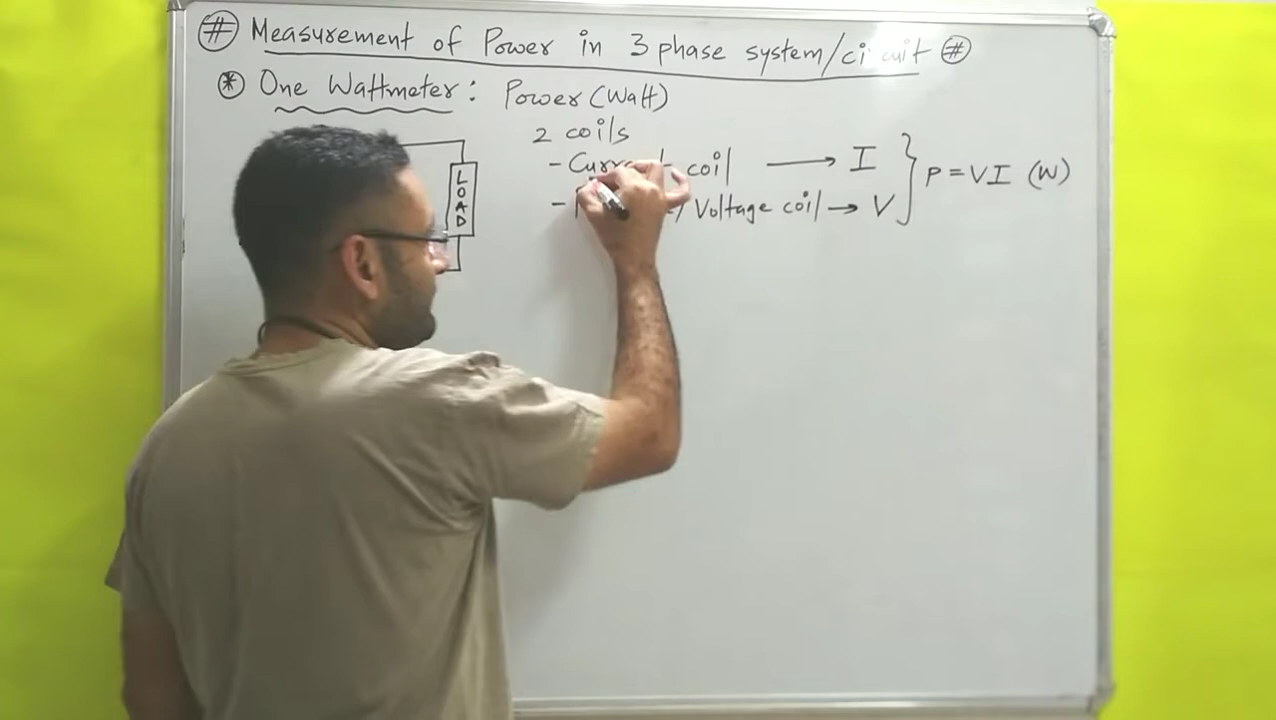 # Measurement of Power in 3 phase system/circuit #
* One Wattmeter : Power (Watt)
2 coils
- Current coil → I
- / Voltage coil → V
} P = VI (W)
LOAD